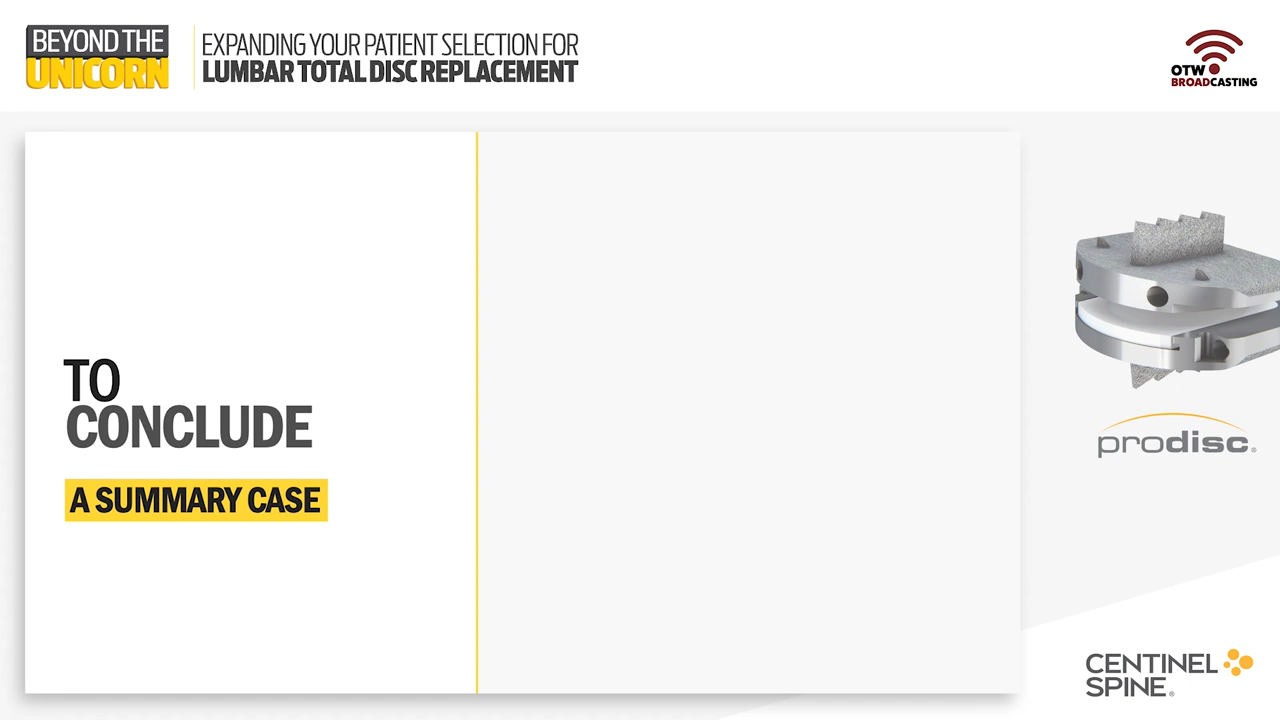 BEYOND THE
UNICORN
EXPANDING YOUR PATIENT SELECTION FOR
LUMBAR TOTAL DISC REPLACEMENT
OTW
BROADCASTING
TO
CONCLUDE
A SUMMARY CASE
prodisc®
CENTINEL
SPINE®